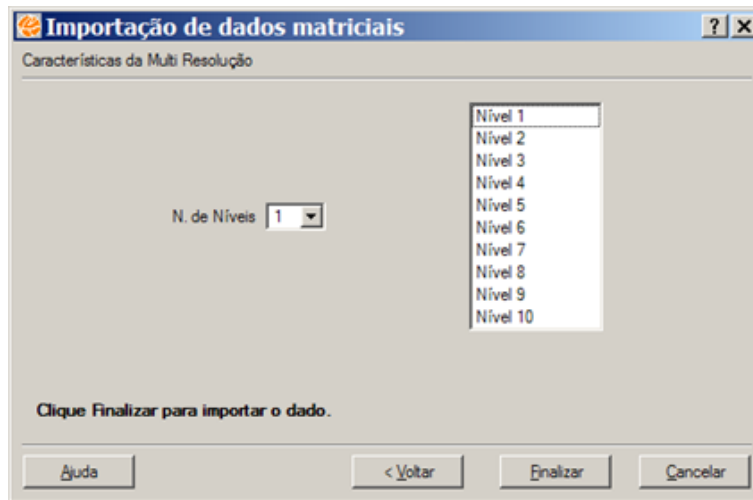 Importação de dados matriciais
Características da Multi Resolução
Nível 1
Nível 2
Nível 3
Nível 4
Nível 5
Nível 6
Nível 7
Nível 8
Nível 9
Nível 10
N. de Níveis 1
Clique Finalizar para importar o dado.
Ajuda < Voltar Finalizar Cancelar